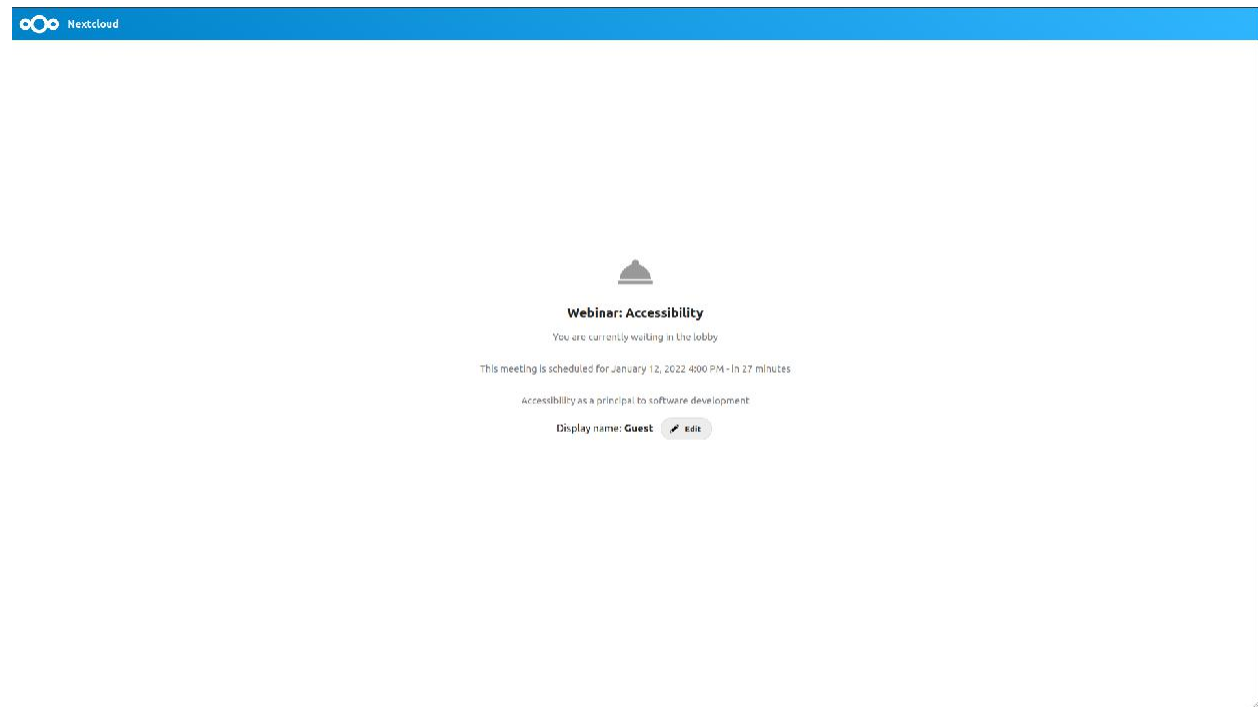 Nextcloud
Webinar: Accessibility
You are currently waiting in the lobby
This meeting is scheduled for January 12, 2022 4:00 PM - in 27 minutes
Accessibility as a principal to software development
Display name: Guest Edit